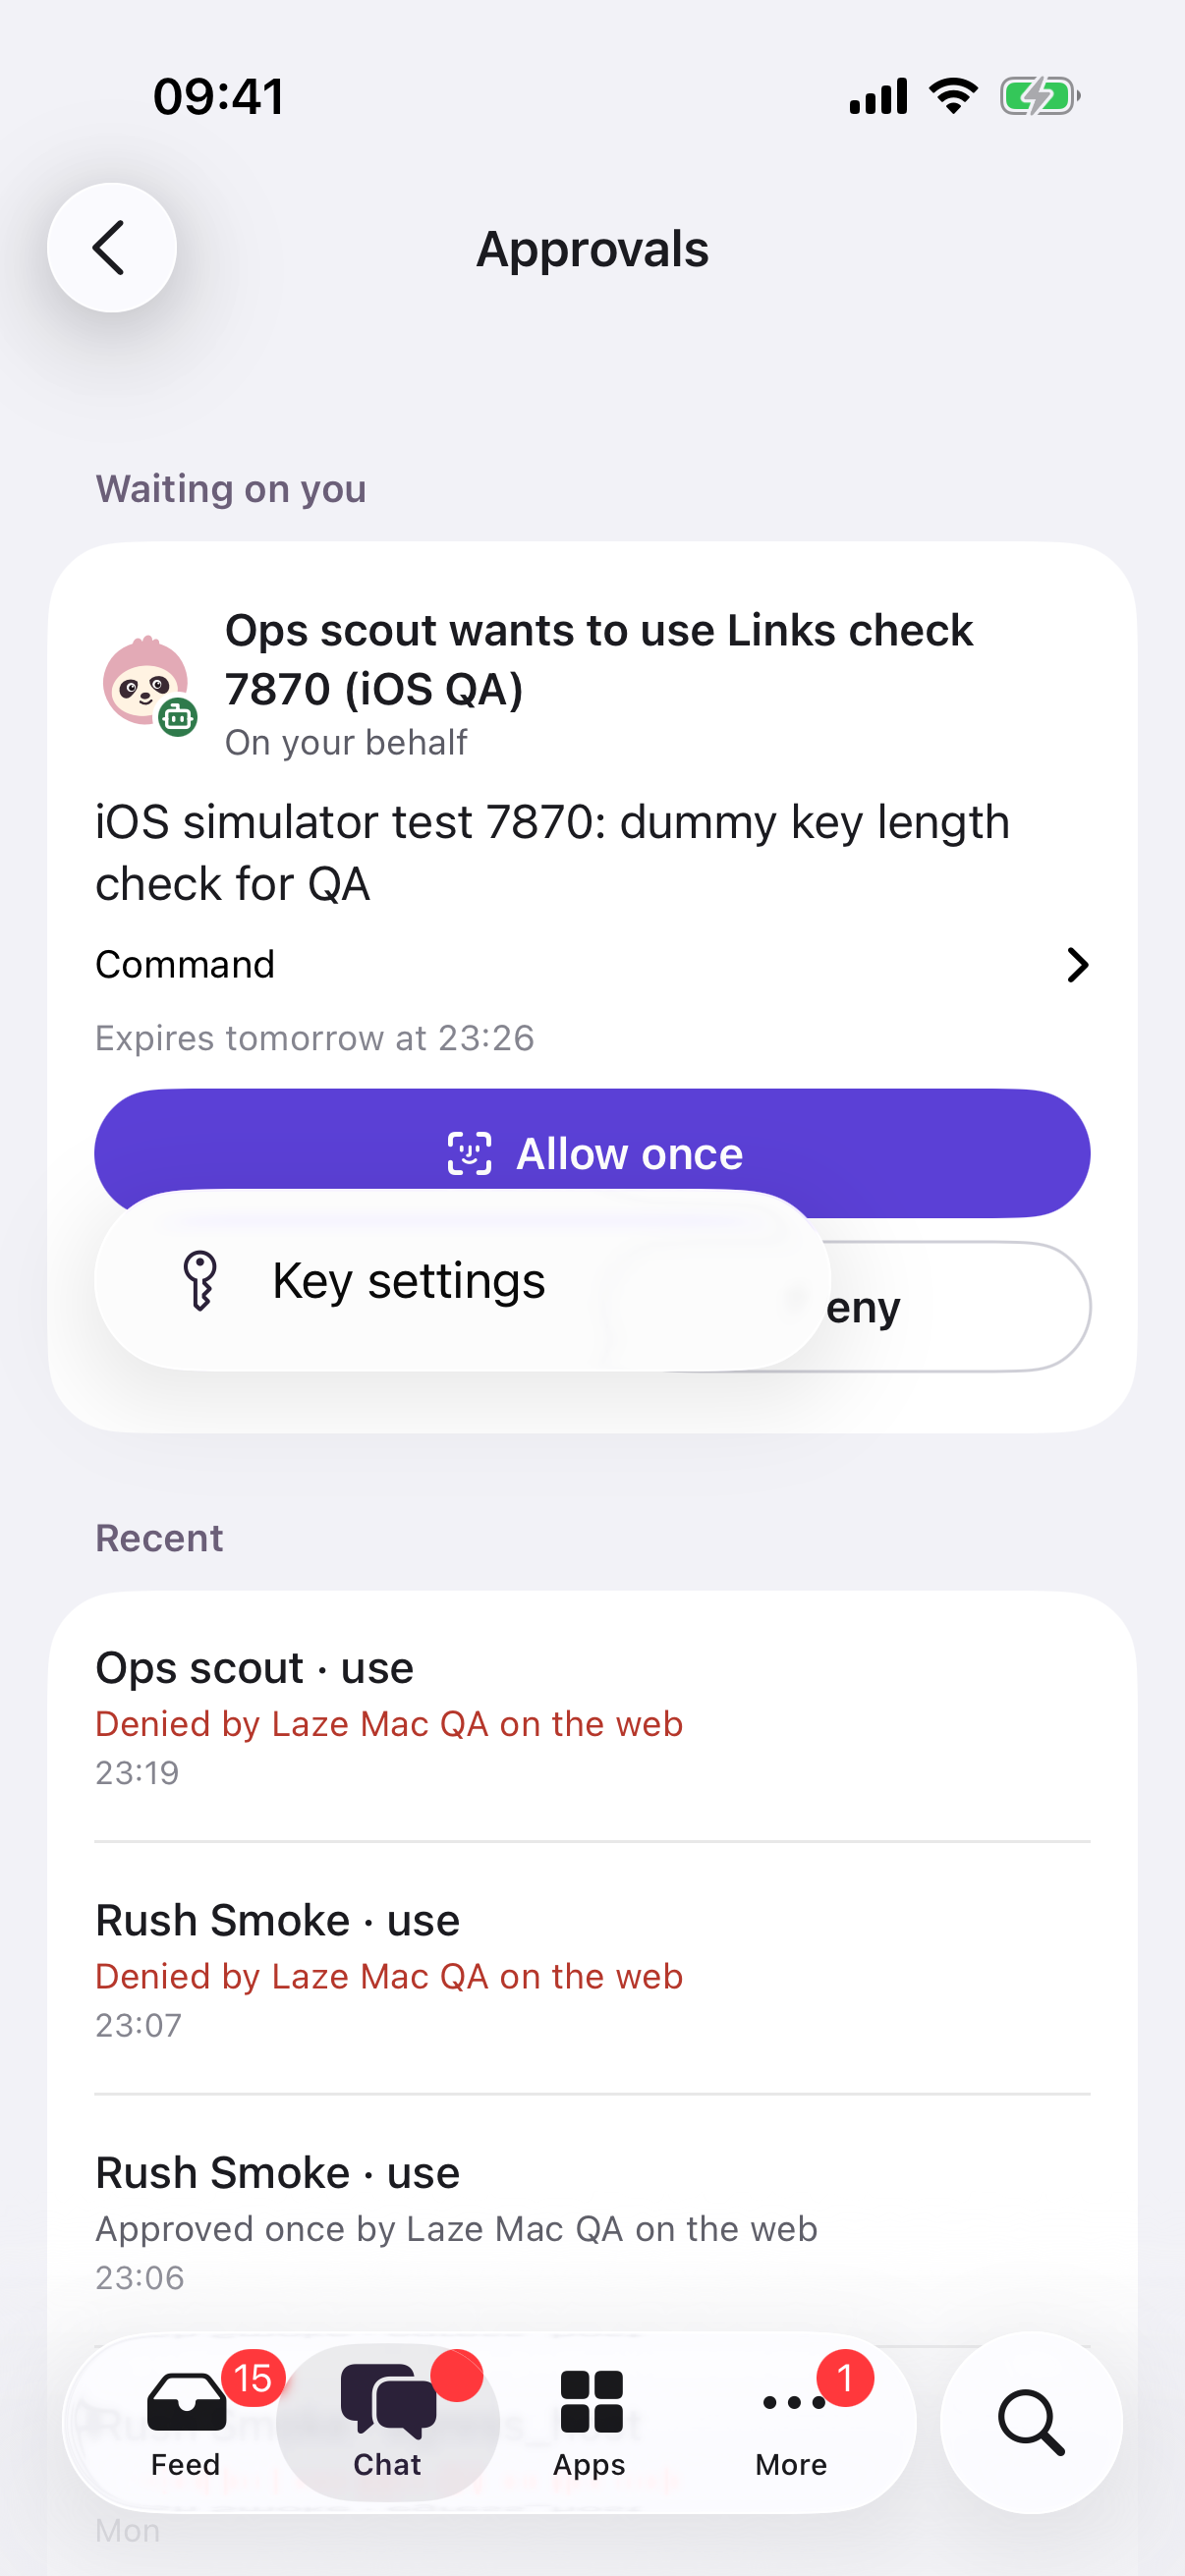 09:41
Approvals
Waiting on you
Ops scout wants to use Links check
7870 (iOS QA)
On your behalf
iOS simulator test 7870: dummy key length
check for QA
Command
Expires tomorrow at 23:26
Allow once
Key settings
eny
Recent
Ops scout · use
Denied by Laze Mac QA on the web
23:19
Rush Smoke · use
Denied by Laze Mac QA on the web
23:07
Rush Smoke · use
Approved once by Laze Mac QA on the web
23:06
15
1
Feed
Chat
Apps
More
Mon